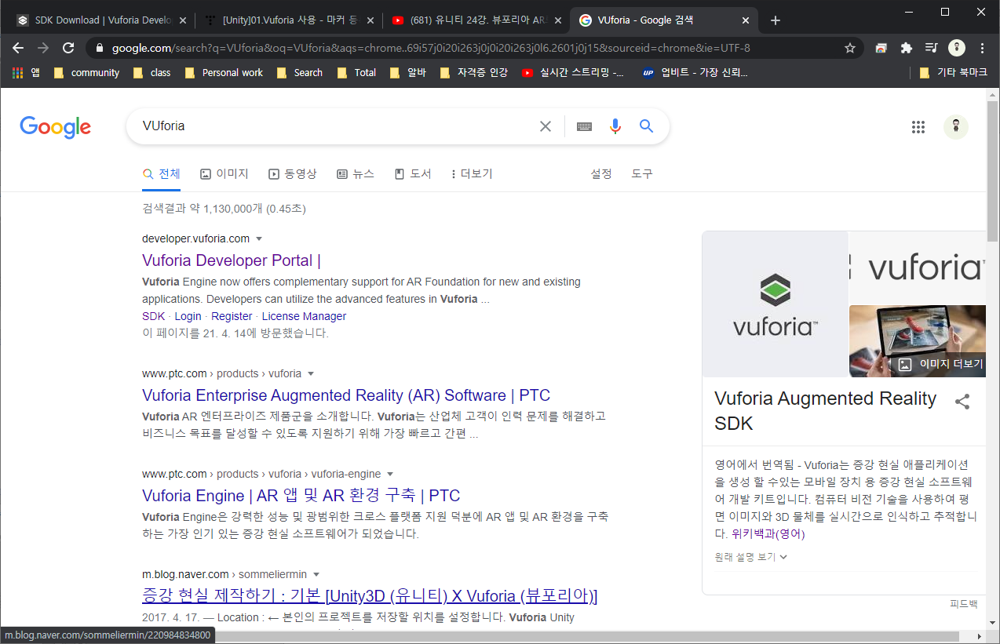 SDK Download | Vuforia Develo
[Unity]01.Vuforia 사용 - 마커 등
(681) 유니티 24강. 뷰포리아 AR
VUforia - Google 검색
google.com/search?q=VUforia&oq=VUforia&aqs=chrome..69i57j0i20i263j0j0i20i263j0l6.2601j0j15&sourceid=chrome&ie=UTF-8
앱 community class Personal work Search Total 알바 자격증 인강 실시간 스트리밍 -... UP 업비트 - 가장 신뢰... 기타 북마크
Google
VUforia
전체 이미지 동영상 뉴스 도서 더보기 설정 도구
검색결과 약 1,130,000개 (0.45초)
developer.vuforia.com
Vuforia Developer Portal |
Vuforia Engine now offers complementary support for AR Foundation for new and existing
applications. Developers can utilize the advanced features in Vuforia ...
SDK · Login · Register · License Manager
이 페이지를 21. 4. 14에 방문했습니다.
www.ptc.com › products › vuforia
Vuforia Enterprise Augmented Reality (AR) Software | PTC
Vuforia AR 엔터프라이즈 제품군을 소개합니다. Vuforia는 산업체 고객이 인력 문제를 해결하고
비즈니스 목표를 달성할 수 있도록 지원하기 위해 가장 빠르고 간편 ...
www.ptc.com › products › vuforia › vuforia-engine
Vuforia Engine | AR 앱 및 AR 환경 구축 | PTC
Vuforia Engine은 강력한 성능 및 광범위한 크로스 플랫폼 지원 덕분에 AR 앱 및 AR 환경을 구축
하는 가장 인기 있는 증강 현실 소프트웨어가 되었습니다.
m.blog.naver.com › sommeliermin
증강 현실 제작하기 : 기본 [Unity3D (유니티) X Vuforia (뷰포리아)]
2017. 4. 17. — Location : ← 본인의 프로젝트를 저장할 위치를 설정합니다. Vuforia Unity
m.blog.naver.com/sommeliermin/220984834800
vuforia™
vuforia
이미지 더보기
Vuforia Augmented Reality
SDK
영어에서 번역됨 - Vuforia는 증강 현실 애플리케이션
을 생성 할 수있는 모바일 장치 용 증강 현실 소프트웨
어 개발 키트입니다. 컴퓨터 비전 기술을 사용하여 평
면 이미지와 3D 물체를 실시간으로 인식하고 추적합니
다. 위키백과(영어)
원래 설명 보기
피드백